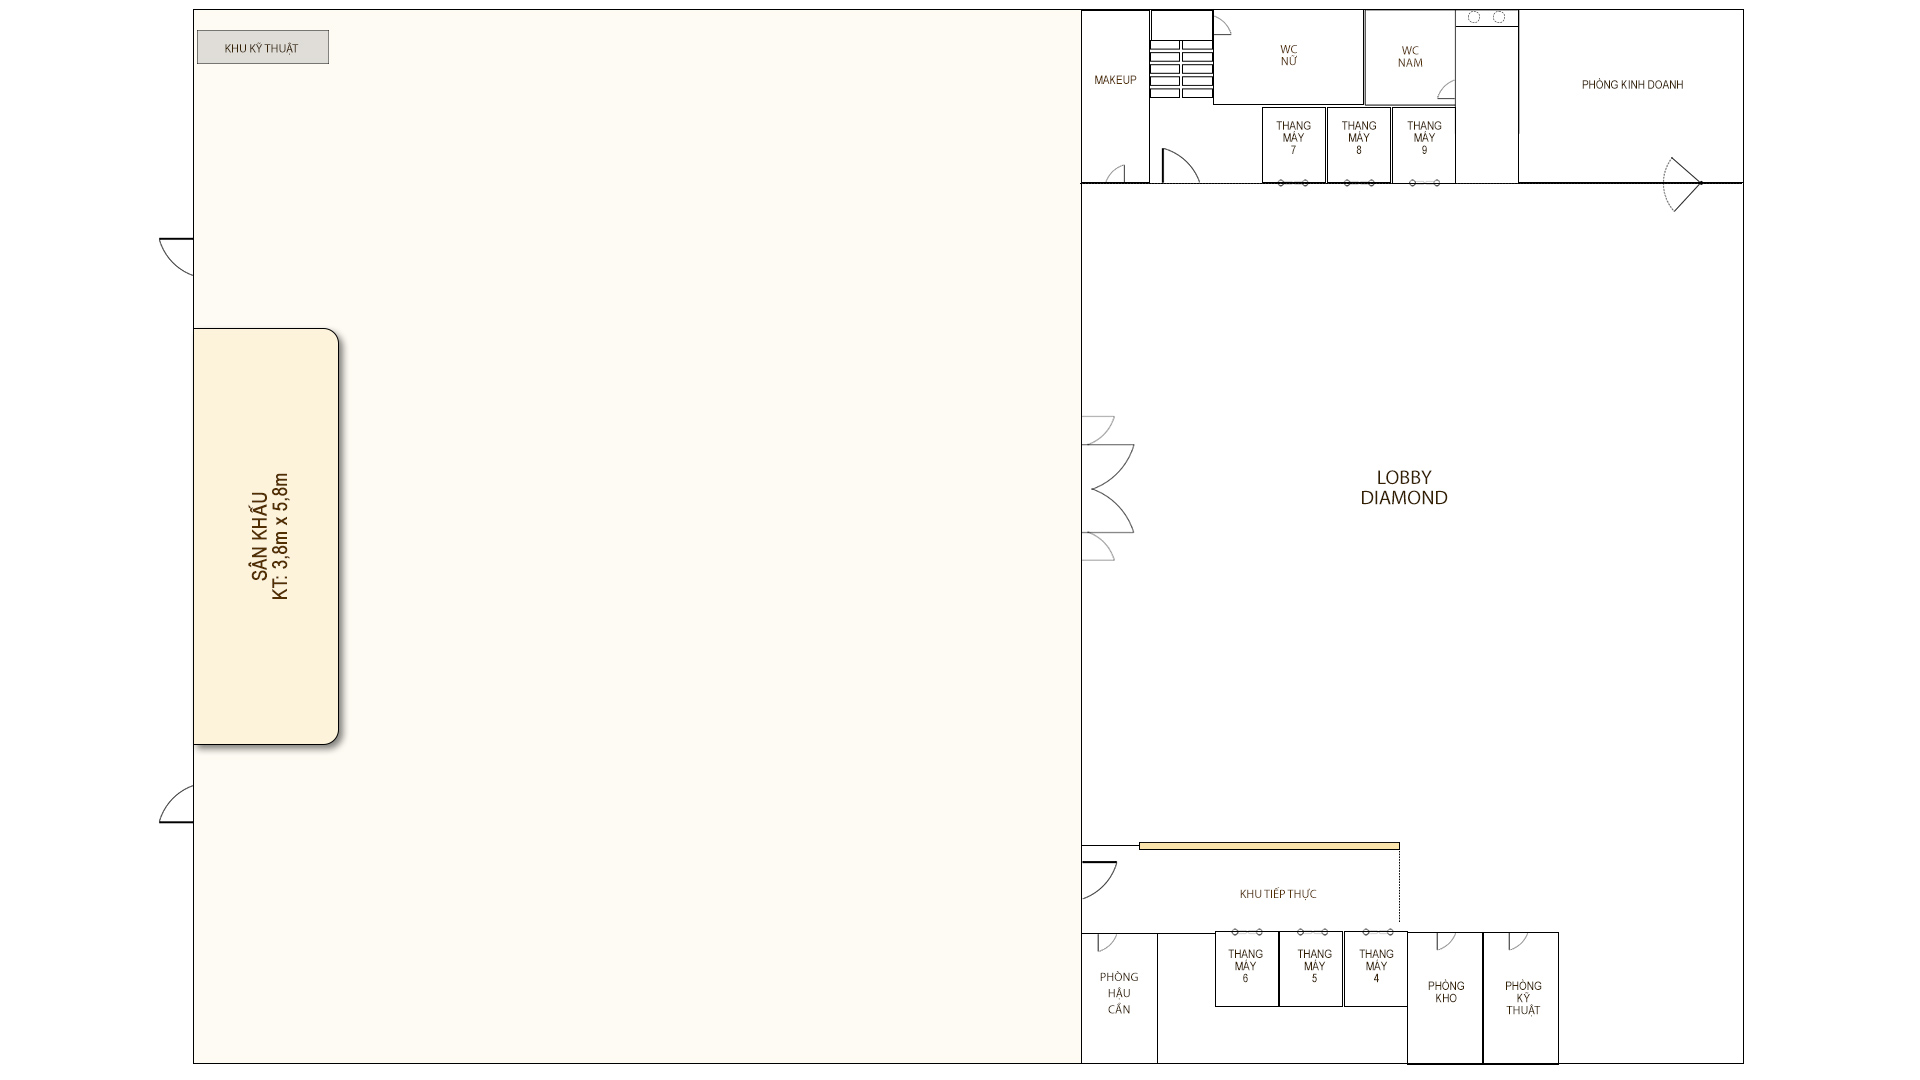 KHU KỸ THUẬT
MAKEUP
WC
NỮ
WC
NAM
PHÒNG KINH DOANH
THANG
MÁY
7
THANG
MÁY
8
THANG
MÁY
9
SÂN KHẤU
KT: 3,8m x 5,8m
LOBBY
DIAMOND
KHU TIẾP THỰC
PHÒNG
HẬU
CẦN
THANG
MÁY
6
THANG
MÁY
5
THANG
MÁY
4
PHÒNG
KHO
PHÒNG
KỸ
THUẬT